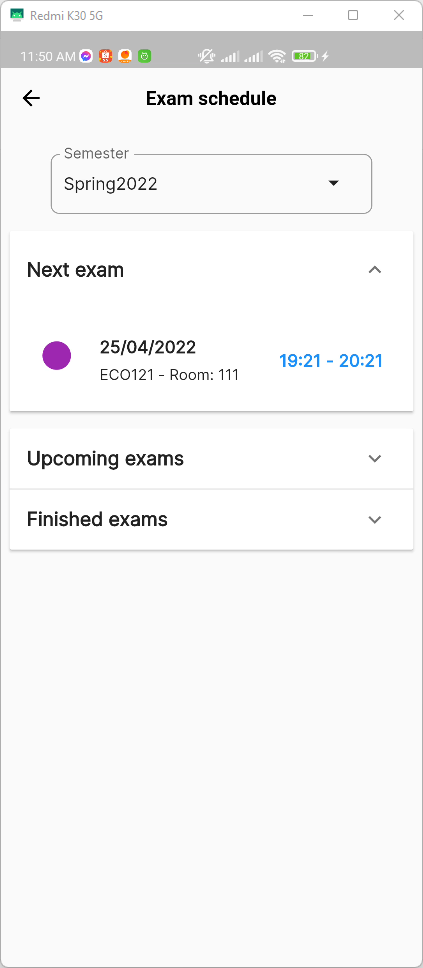 Redmi K30 5G
11:50 AM
82
Exam schedule
Semester
Spring2022
Next exam
25/04/2022
19:21 - 20:21
ECO121 - Room: 111
Upcoming exams
Finished exams